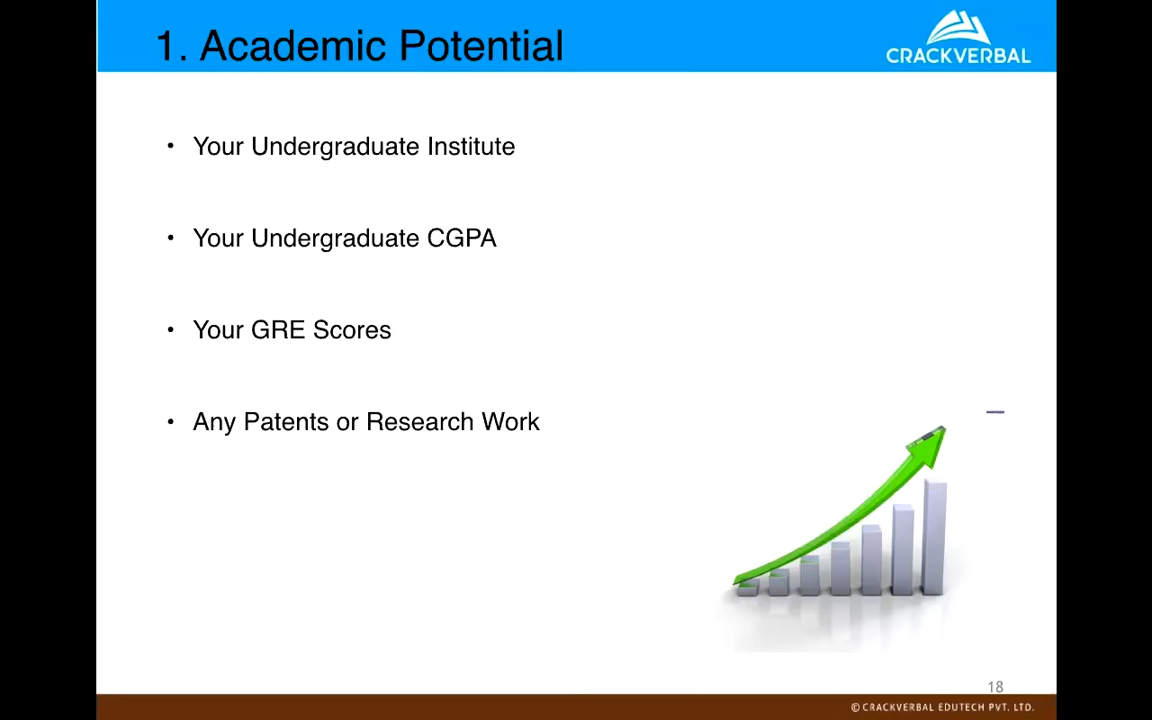 1. Academic Potential
CRACKVERBAL
• Your Undergraduate Institute
• Your Undergraduate CGPA
• Your GRE Scores
• Any Patents or Research Work
18
© CRACKVERBAL EDUTECH PVT. LTD.